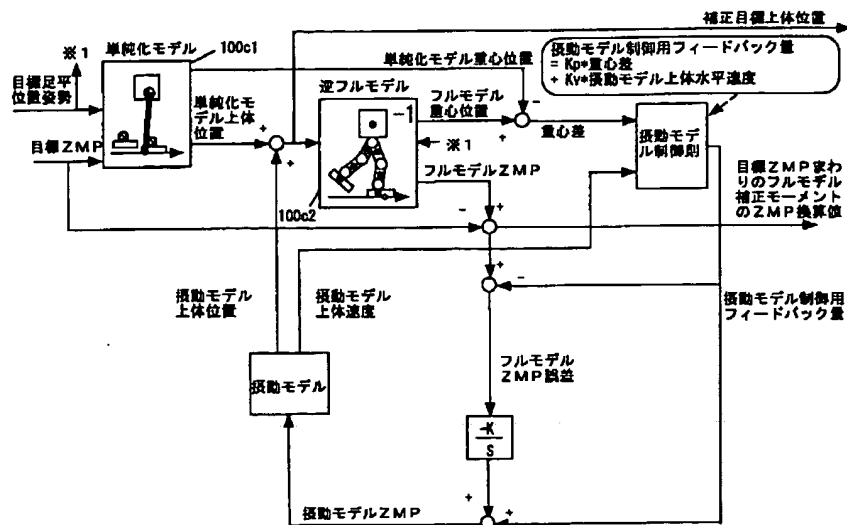 単純化モデル
100c1
補正目標上体位置
※1
目標足平
位置姿勢
目標ZMP
単純化モデル重心位置
単純化モ
デル上体
位置
逆フルモデル
フルモデル
重心位置
-1
※1
フルモデルZMP
100c2
摂動モデル制御用フィードバック量
= Kp*重心差
+ Kv*摂動モデル上体水平速度
重心差
摂動モデ
ル制御則
目標ZMPまわ
りのフルモデル
補正モーメント
のZMP換算値
+
+
+
-
-
+
+
-
摂動モデル
上体位置
摂動モデル
上体速度
摂動モデル制御用
フィードバック量
フルモデル
ZMP誤差
摂動モデル
-K
S
+
+
摂動モデルZMP